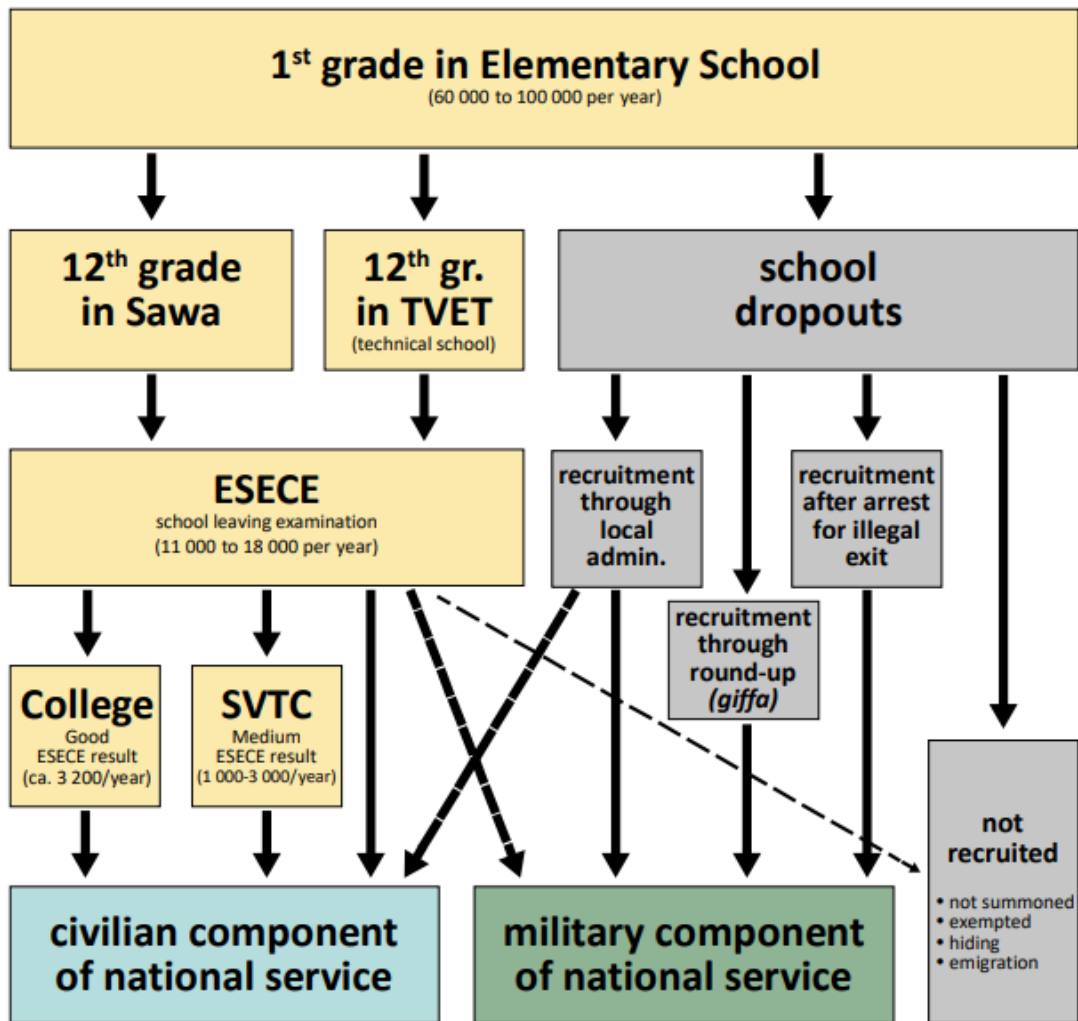 1st grade in Elementary School
(60 000 to 100 000 per year)
12th grade
in Sawa
12th gr.
in TVET
(technical school)
school
dropouts
ESECE
school leaving examination
(11 000 to 18 000 per year)
recruitment
through
local
admin.
recruitment
after arrest
for illegal
exit
recruitment
through
round-up
(giffa)
College
Good
ESECE result
(ca. 3 200/year)
SVTC
Medium
ESECE result
(1 000-3 000/year)
not
recruited
• not summoned
• exempted
• hiding
• emigration
civilian component
of national service
military component
of national service